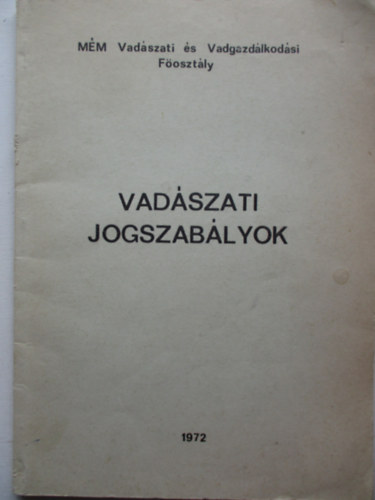 MÉM Vadászati és Vadgazdálkodási
Főosztály
VADÁSZATI
JOGSZABÁLYOK
1972